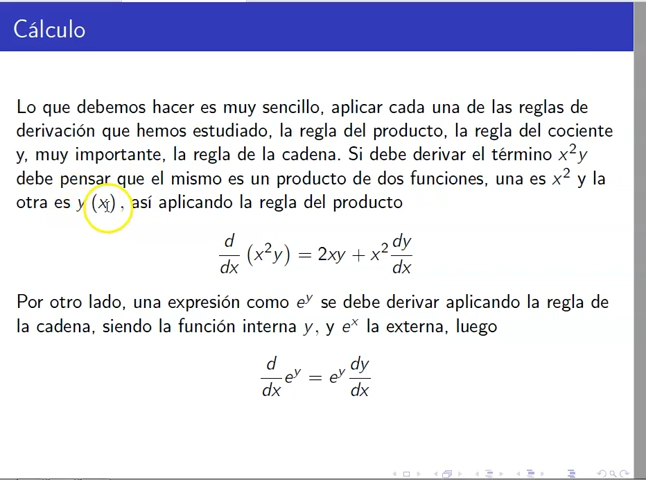 Cálculo
Lo que debemos hacer es muy sencillo, aplicar cada una de las reglas de
derivación que hemos estudiado, la regla del producto, la regla del cociente
y, muy importante, la regla de la cadena. Si debe derivar el término x²y
debe pensar que el mismo es un producto de dos funciones, una es x² y la
otra es y (x), así aplicando la regla del producto
d/dx (x²y) = 2xy + x² dy/dx
Por otro lado, una expresión como eʸ se debe derivar aplicando la regla de
la cadena, siendo la función interna y, y eˣ la externa, luego
d/dx eʸ = eʸ dy/dx